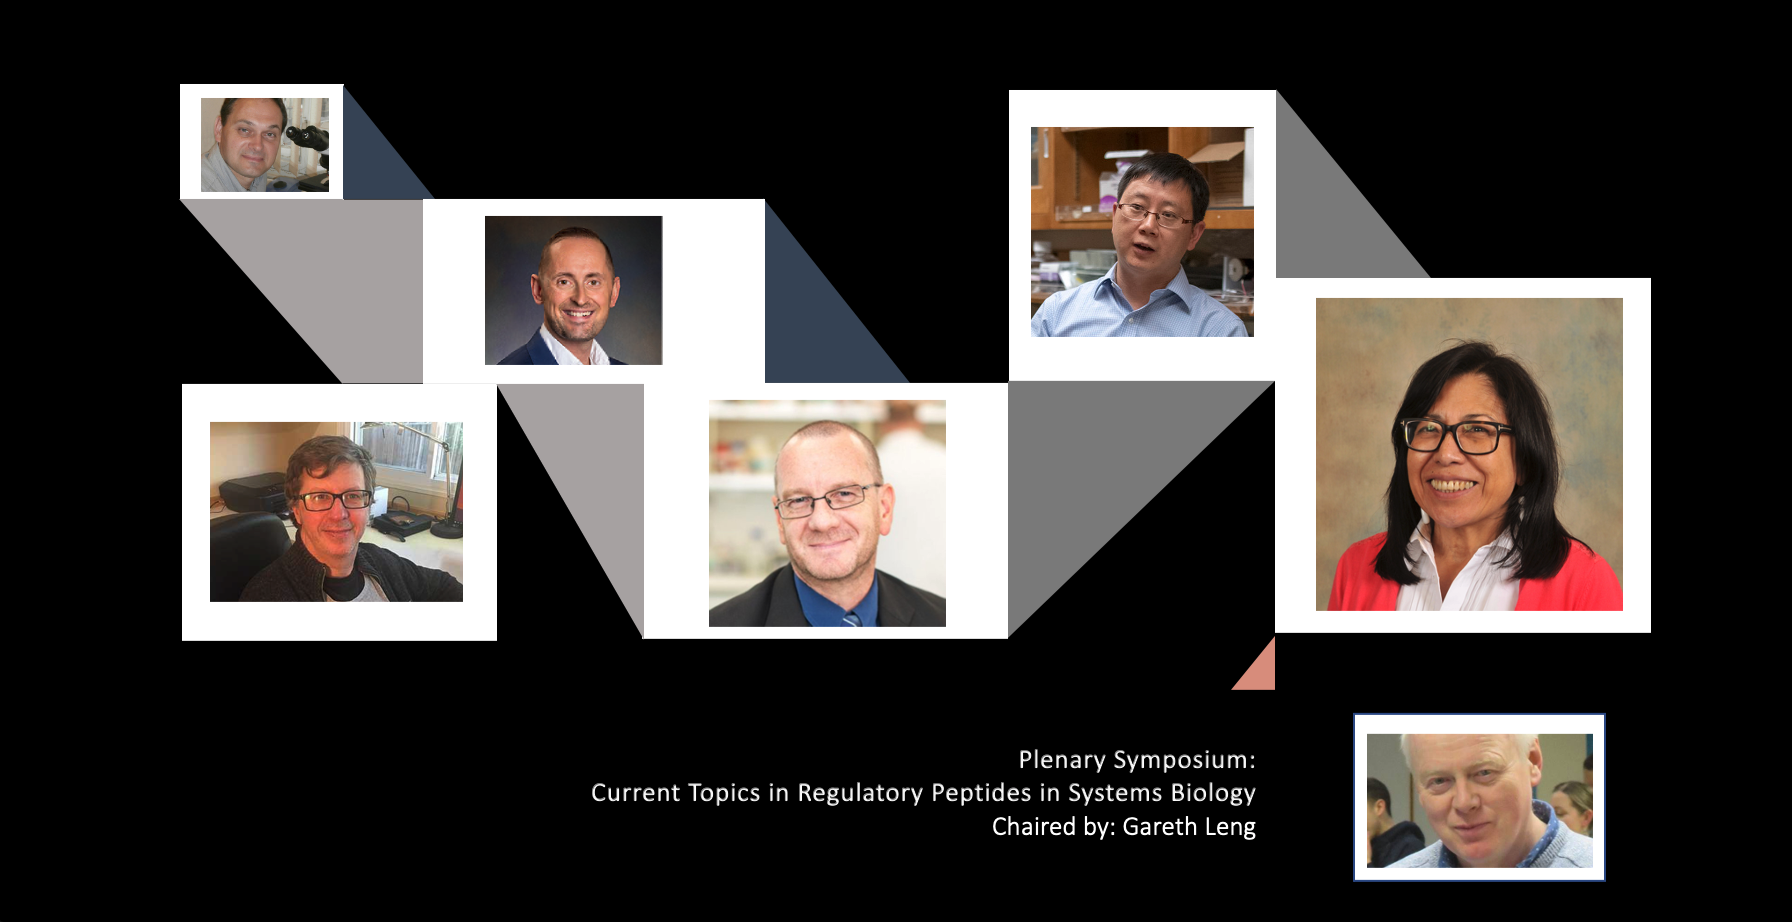 Plenary Symposium:
Current Topics in Regulatory Peptides in Systems Biology
Chaired by: Gareth Leng